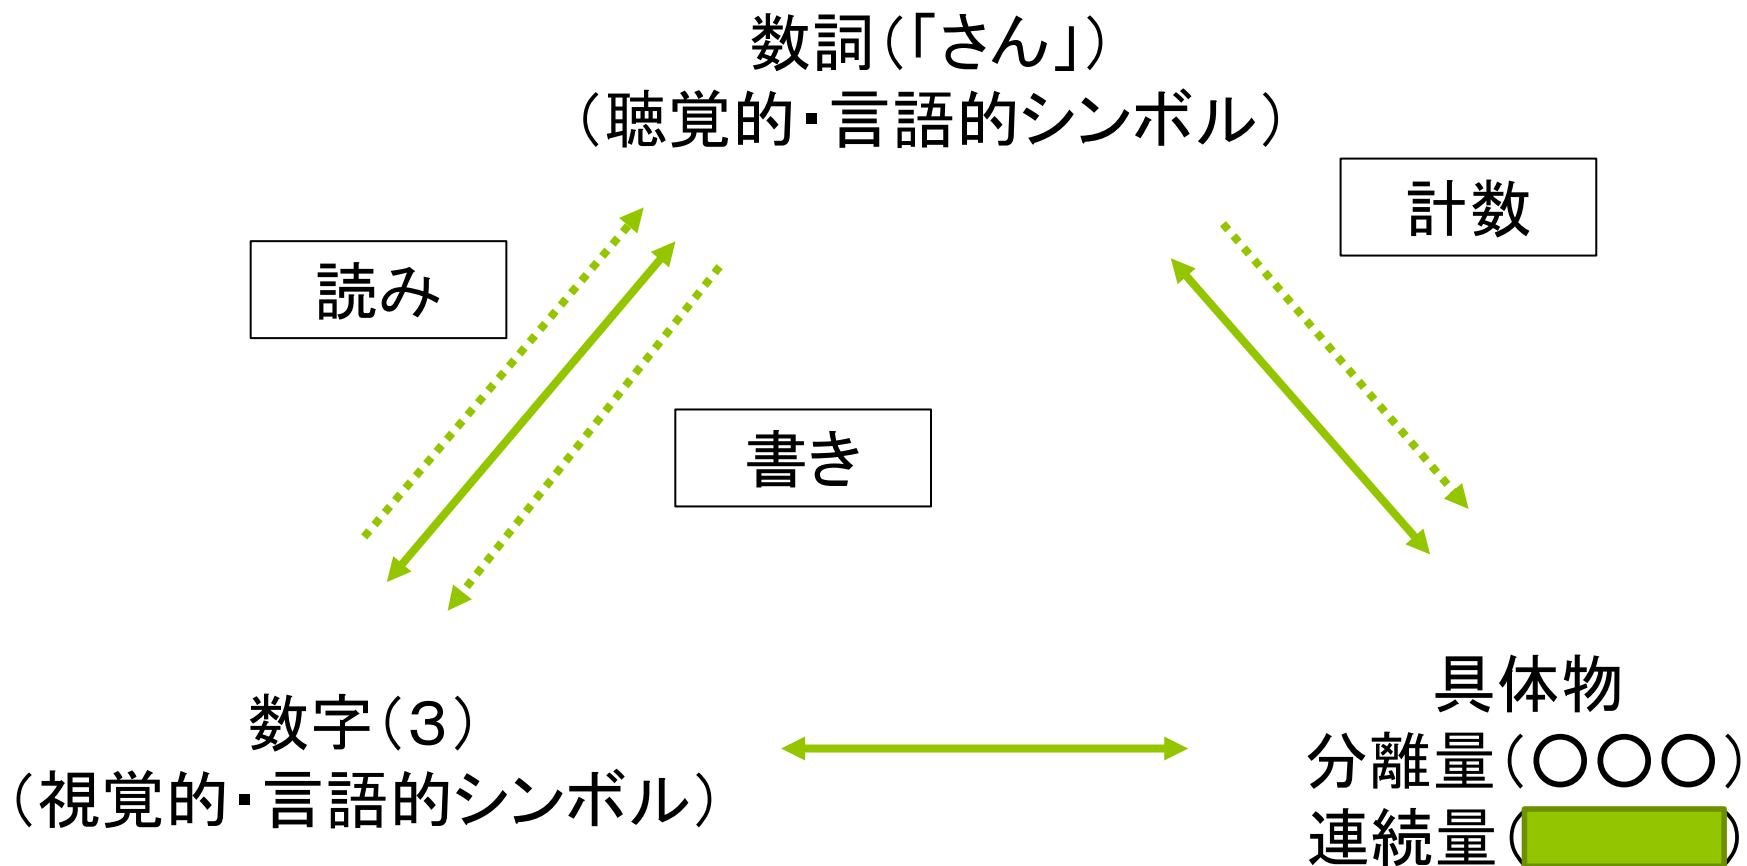 数詞(「さん」)
(聴覚的・言語的シンボル)
計数
読み
書き
数字(3)
(視覚的・言語的シンボル)
具体物
分離量(○○○)
連続量( )